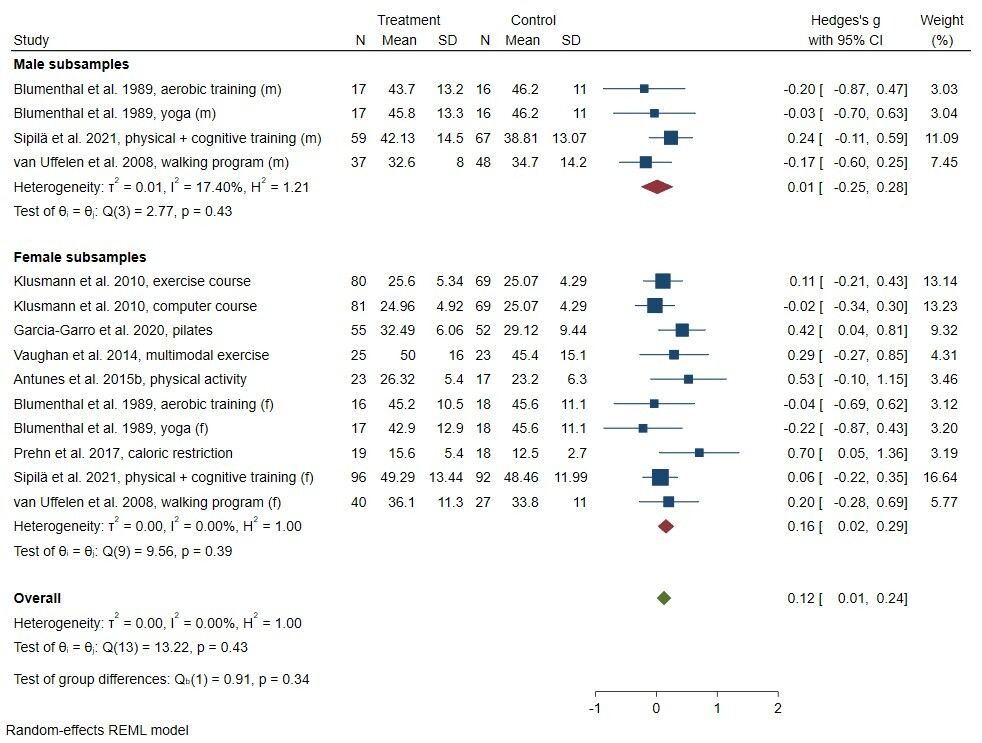 Treatment Control Hedges's g Weight
Study N Mean SD N Mean SD with 95% CI (%)
Male subsamples
Blumenthal et al. 1989, aerobic training (m) 17 43.7 13.2 16 46.2 11 -0.20 [ -0.87, 0.47] 3.03
Blumenthal et al. 1989, yoga (m) 17 45.8 13.3 16 46.2 11 -0.03 [ -0.70, 0.63] 3.04
Sipilä et al. 2021, physical + cognitive training (m) 59 42.13 14.5 67 38.81 13.07 0.24 [ -0.11, 0.59] 11.09
van Uffelen et al. 2008, walking program (m) 37 32.6 8 48 34.7 14.2 -0.17 [ -0.60, 0.25] 7.45
Heterogeneity: τ² = 0.01, I² = 17.40%, H² = 1.21 0.01 [ -0.25, 0.28]
Test of θᵢ = θⱼ: Q(3) = 2.77, p = 0.43
Female subsamples
Klusmann et al. 2010, exercise course 80 25.6 5.34 69 25.07 4.29 0.11 [ -0.21, 0.43] 13.14
Klusmann et al. 2010, computer course 81 24.96 4.92 69 25.07 4.29 -0.02 [ -0.34, 0.30] 13.23
Garcia-Garro et al. 2020, pilates 55 32.49 6.06 52 29.12 9.44 0.42 [ 0.04, 0.81] 9.32
Vaughan et al. 2014, multimodal exercise 25 50 16 23 45.4 15.1 0.29 [ -0.27, 0.85] 4.31
Antunes et al. 2015b, physical activity 23 26.32 5.4 17 23.2 6.3 0.53 [ -0.10, 1.15] 3.46
Blumenthal et al. 1989, aerobic training (f) 16 45.2 10.5 18 45.6 11.1 -0.04 [ -0.69, 0.62] 3.12
Blumenthal et al. 1989, yoga (f) 17 42.9 12.9 18 45.6 11.1 -0.22 [ -0.87, 0.43] 3.20
Prehn et al. 2017, caloric restriction 19 15.6 5.4 18 12.5 2.7 0.70 [ 0.05, 1.36] 3.19
Sipilä et al. 2021, physical + cognitive training (f) 96 49.29 13.44 92 48.46 11.99 0.06 [ -0.22, 0.35] 16.64
van Uffelen et al. 2008, walking program (f) 40 36.1 11.3 27 33.8 11 0.20 [ -0.28, 0.69] 5.77
Heterogeneity: τ² = 0.00, I² = 0.00%, H² = 1.00 0.16 [ 0.02, 0.29]
Test of θᵢ = θⱼ: Q(9) = 9.56, p = 0.39
Overall 0.12 [ 0.01, 0.24]
Heterogeneity: τ² = 0.00, I² = 0.00%, H² = 1.00
Test of θᵢ = θⱼ: Q(13) = 13.22, p = 0.43
Test of group differences: Q_b(1) = 0.91, p = 0.34
-1 0 1 2
Random-effects REML model